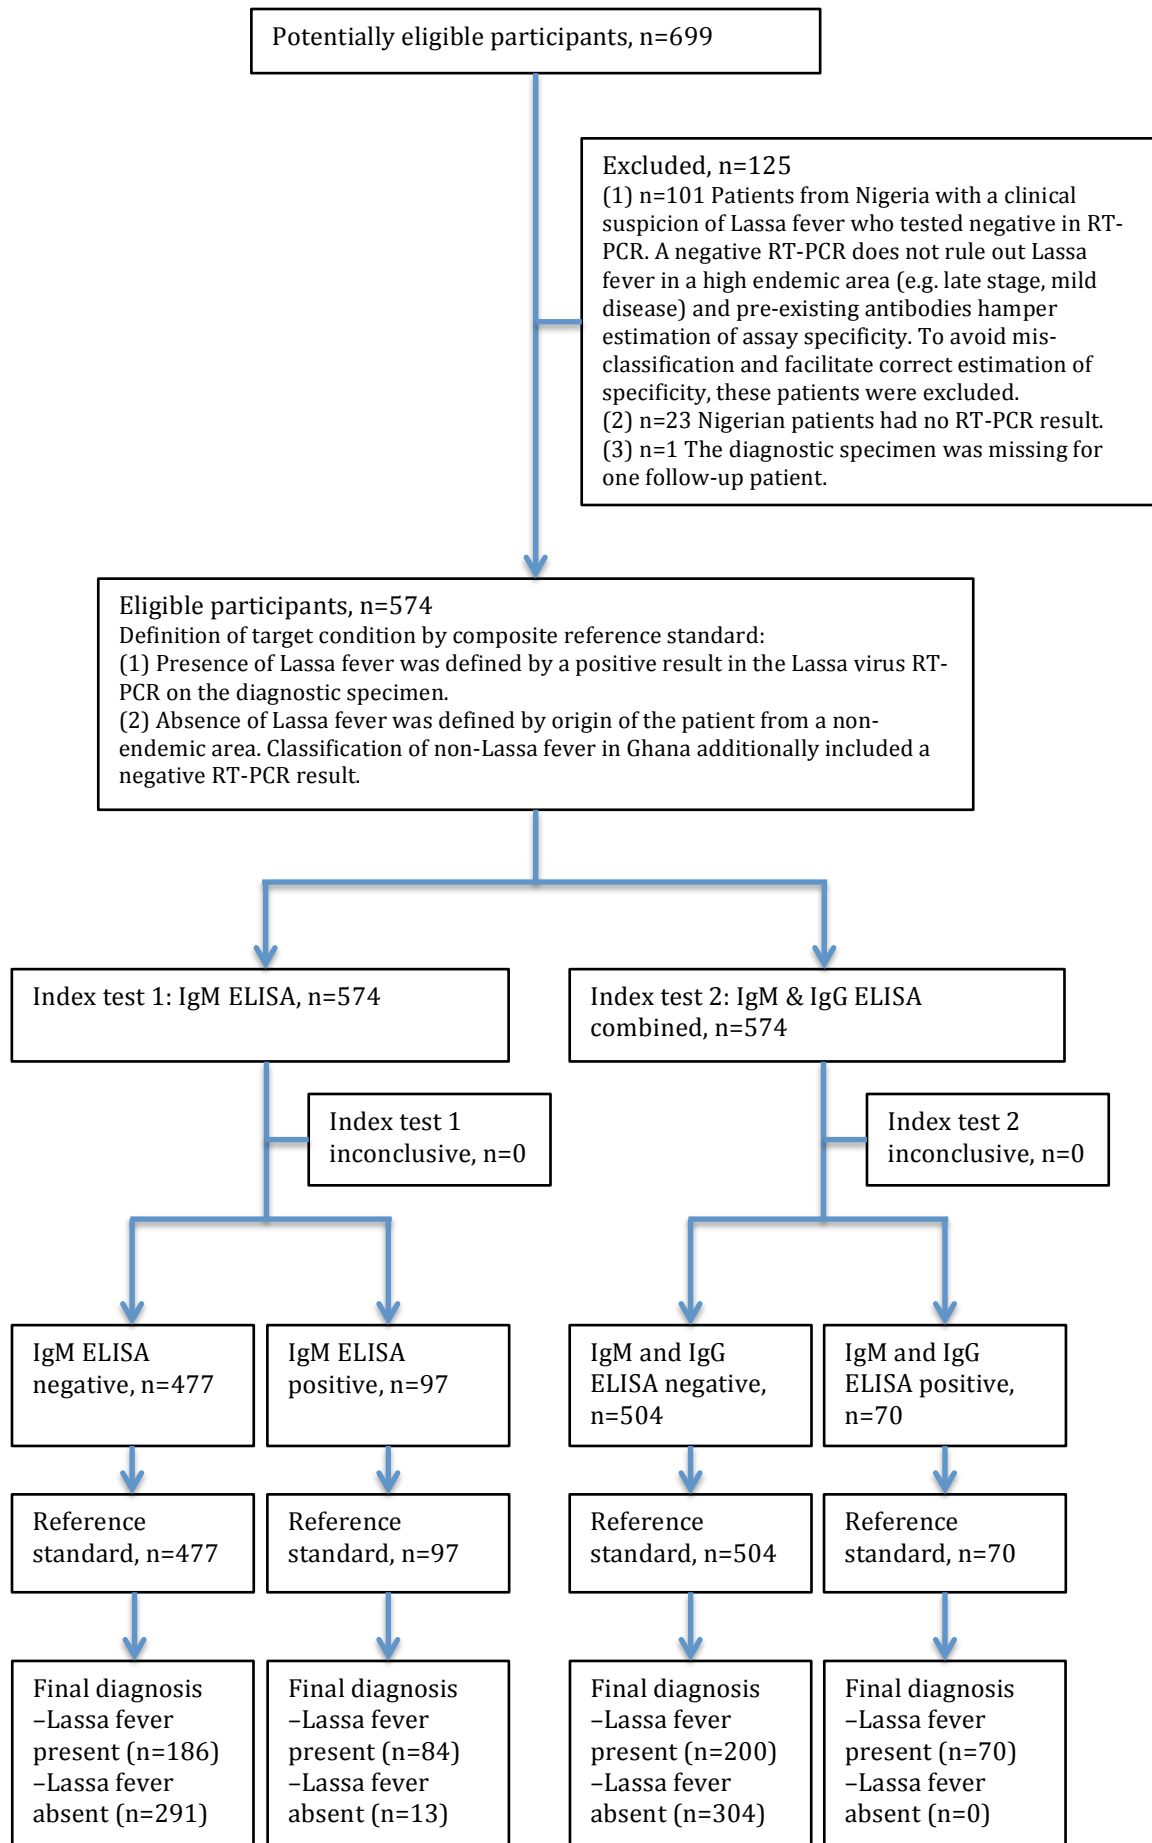 Potentially eligible participants, n=699
Excluded, n=125
(1) n=101 Patients from Nigeria with a clinical
suspicion of Lassa fever who tested negative in RT-
PCR. A negative RT-PCR does not rule out Lassa
fever in a high endemic area (e.g. late stage, mild
disease) and pre-existing antibodies hamper
estimation of assay specificity. To avoid mis-
classification and facilitate correct estimation of
specificity, these patients were excluded.
(2) n=23 Nigerian patients had no RT-PCR result.
(3) n=1 The diagnostic specimen was missing for
one follow-up patient.
Eligible participants, n=574
Definition of target condition by composite reference standard:
(1) Presence of Lassa fever was defined by a positive result in the Lassa virus RT-
PCR on the diagnostic specimen.
(2) Absence of Lassa fever was defined by origin of the patient from a non-
endemic area. Classification of non-Lassa fever in Ghana additionally included a
negative RT-PCR result.
Index test 1: IgM ELISA, n=574
Index test 2: IgM & IgG ELISA
combined, n=574
Index test 1
inconclusive, n=0
Index test 2
inconclusive, n=0
IgM ELISA
negative, n=477
IgM ELISA
positive, n=97
IgM and IgG
ELISA negative,
n=504
IgM and IgG
ELISA positive,
n=70
Reference
standard, n=477
Reference
standard, n=97
Reference
standard, n=504
Reference
standard, n=70
Final diagnosis
–Lassa fever
present (n=186)
–Lassa fever
absent (n=291)
Final diagnosis
–Lassa fever
present (n=84)
–Lassa fever
absent (n=13)
Final diagnosis
–Lassa fever
present (n=200)
–Lassa fever
absent (n=304)
Final diagnosis
–Lassa fever
present (n=70)
–Lassa fever
absent (n=0)